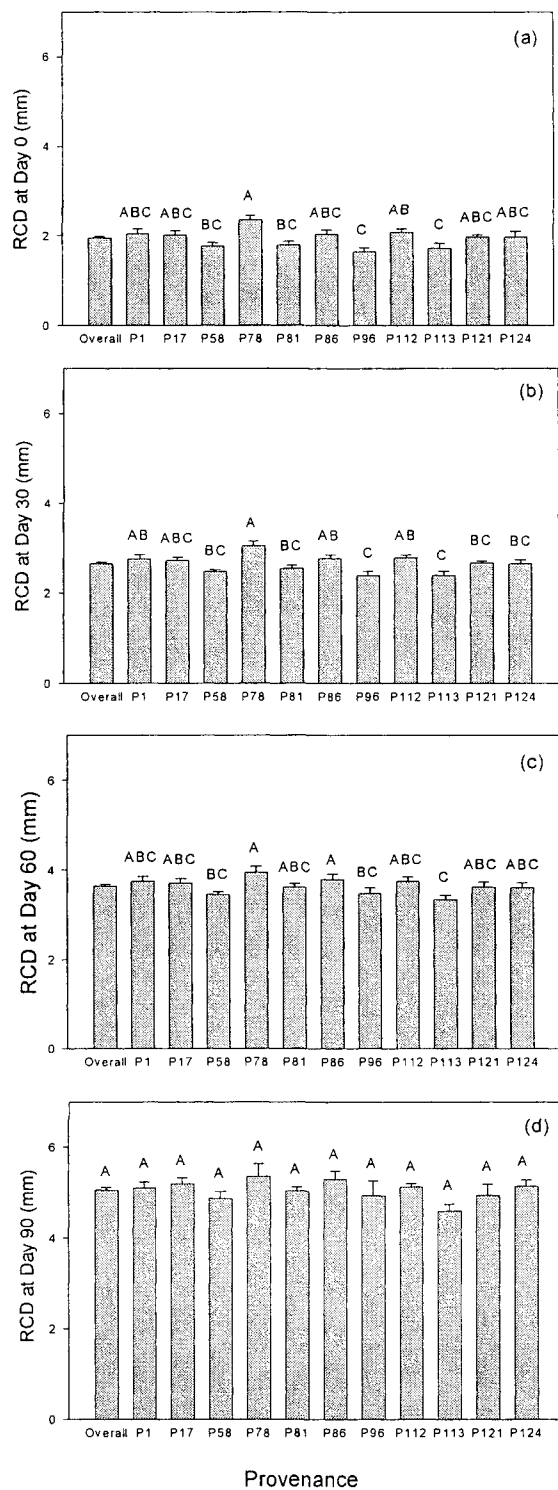 (a)
RCD at Day 0 (mm)
6
4
2
0
ABC ABC BC A BC ABC C AB C ABC ABC
Overall P1 P17 P58 P78 P81 P86 P96 P112 P113 P121 P124
(b)
RCD at Day 30 (mm)
6
4
2
0
AB ABC BC A BC AB C AB C BC BC
Overall P1 P17 P58 P78 P81 P86 P96 P112 P113 P121 P124
(c)
RCD at Day 60 (mm)
6
4
2
0
ABC ABC BC A ABC A BC ABC C ABC ABC
Overall P1 P17 P58 P78 P81 P86 P96 P112 P113 P121 P124
(d)
RCD at Day 90 (mm)
6
4
2
0
A A A A A A A A A A A A
Overall P1 P17 P58 P78 P81 P86 P96 P112 P113 P121 P124
Provenance